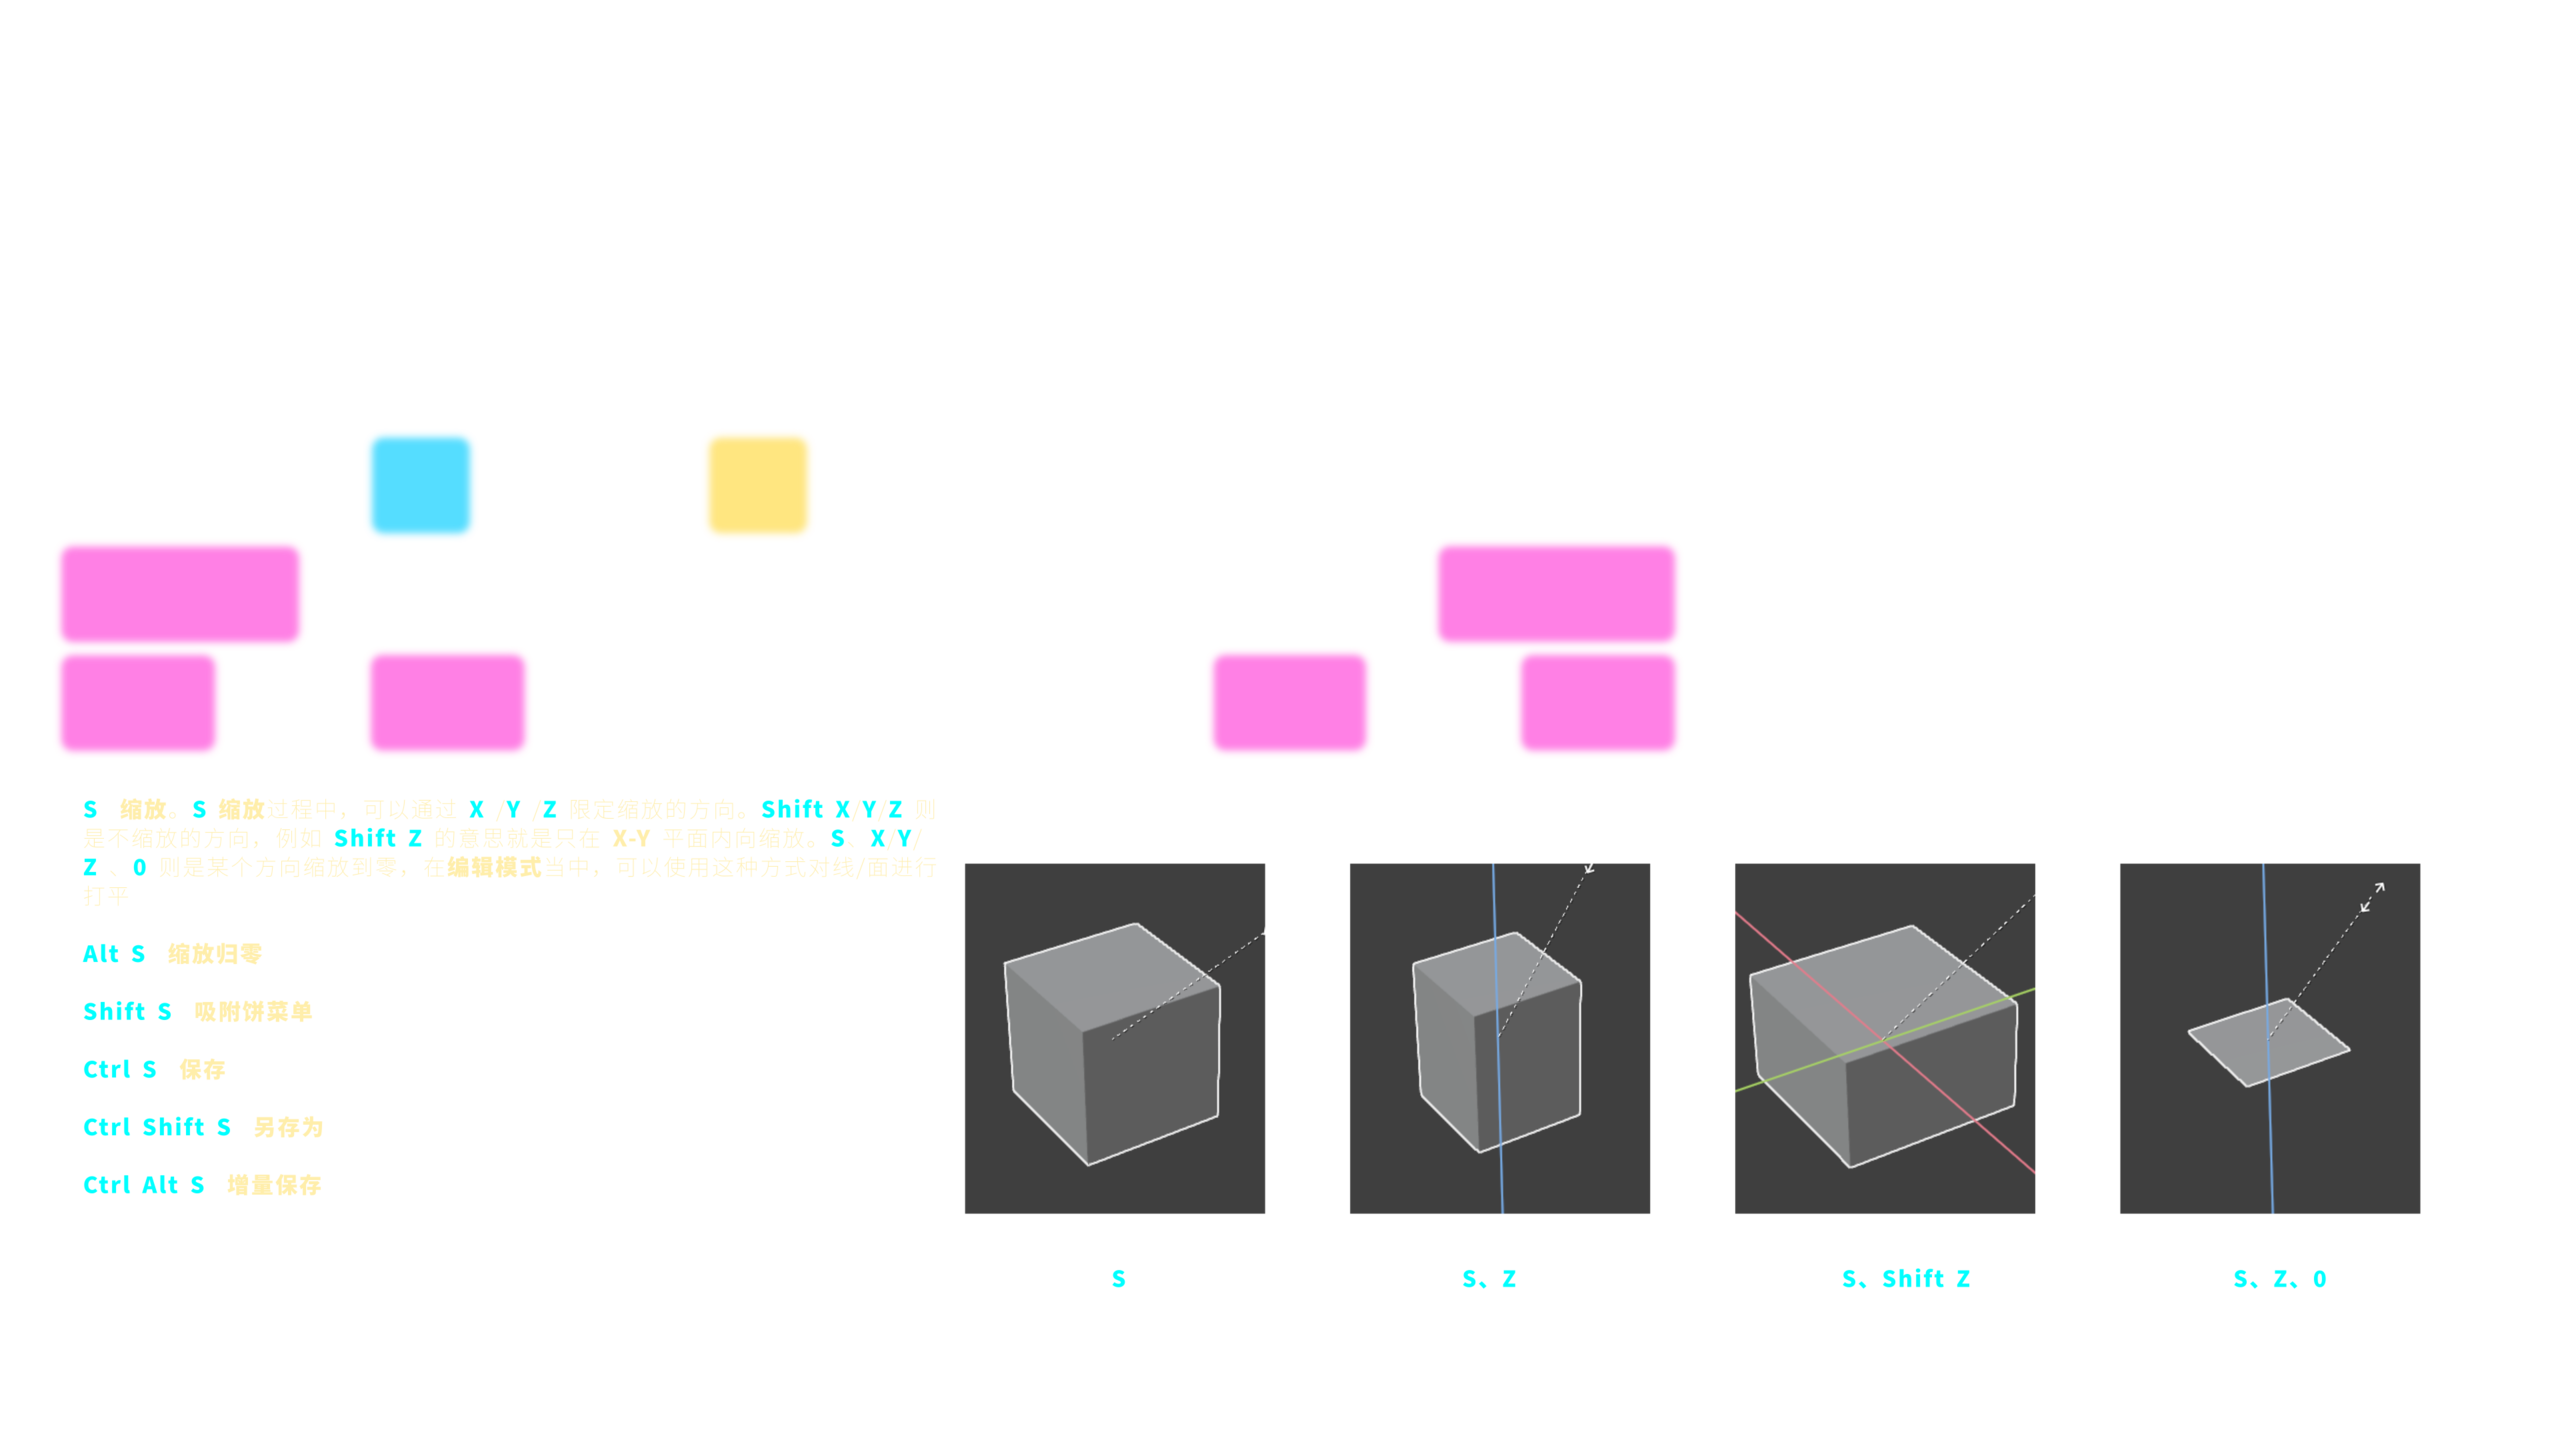 S 缩放。S 缩放过程中，可以通过 X /Y /Z 限定缩放的方向。Shift X/Y/Z 则
是不缩放的方向，例如 Shift Z 的意思就是只在 X-Y 平面内向缩放。S、X/Y/
Z 、0 则是某个方向缩放到零，在编辑模式当中，可以使用这种方式对线/面进行
打平
Alt S 缩放归零
Shift S 吸附饼菜单
Ctrl S 保存
Ctrl Shift S 另存为
Ctrl Alt S 增量保存
S
S、Z
S、Shift Z
S、Z、0